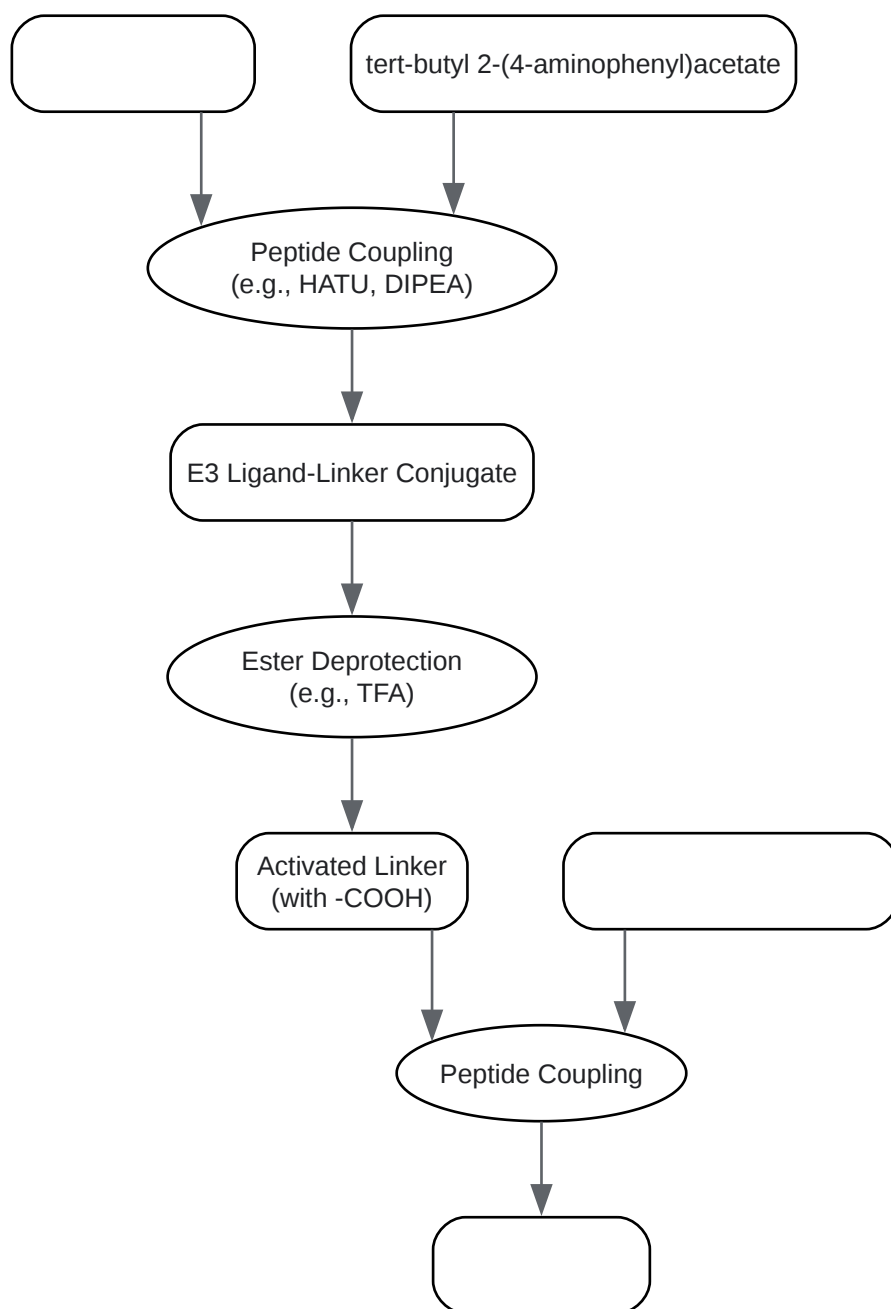 tert-butyl 2-(4-aminophenyl)acetate
Peptide Coupling
(e.g., HATU, DIPEA)
E3 Ligand-Linker Conjugate
Ester Deprotection
(e.g., TFA)
Activated Linker
(with -COOH)
Peptide Coupling